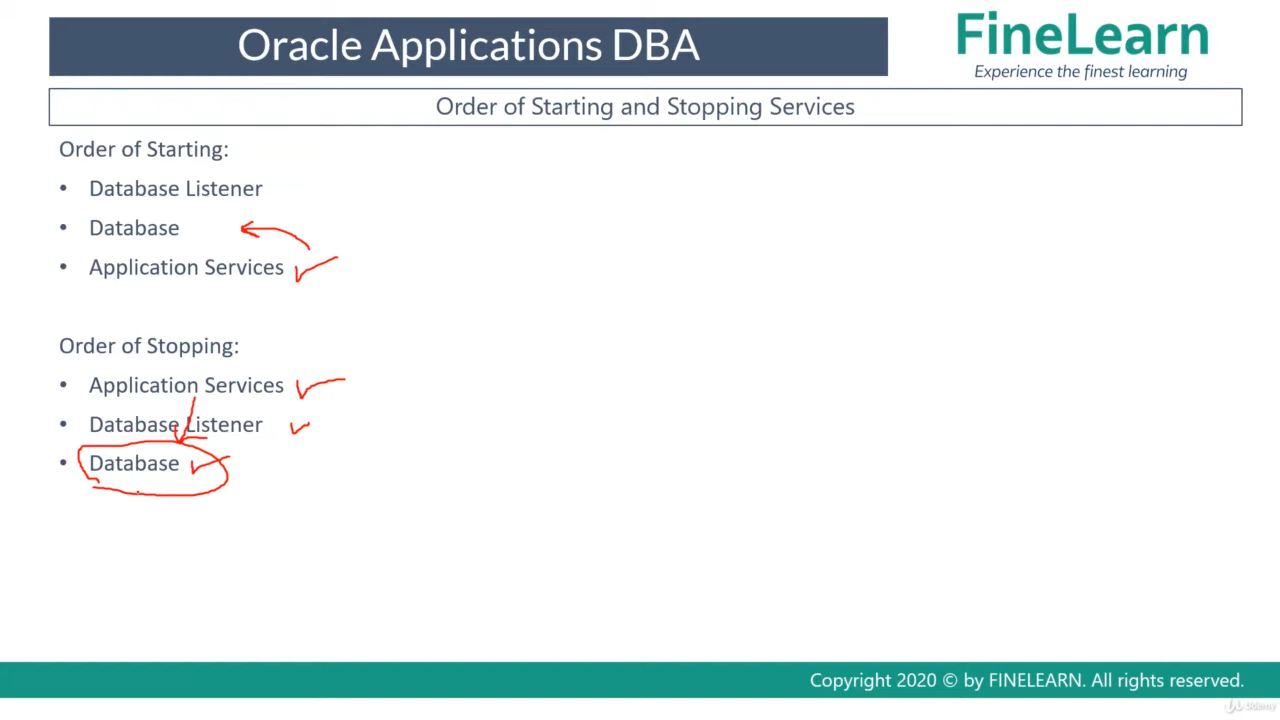 Oracle Applications DBA
FineLearn
Experience the finest learning
Order of Starting and Stopping Services
Order of Starting:
• Database Listener
• Database
• Application Services
Order of Stopping:
• Application Services
• Database Listener
• Database
Copyright 2020 © by FINELEARN. All rights reserved.
Udemy